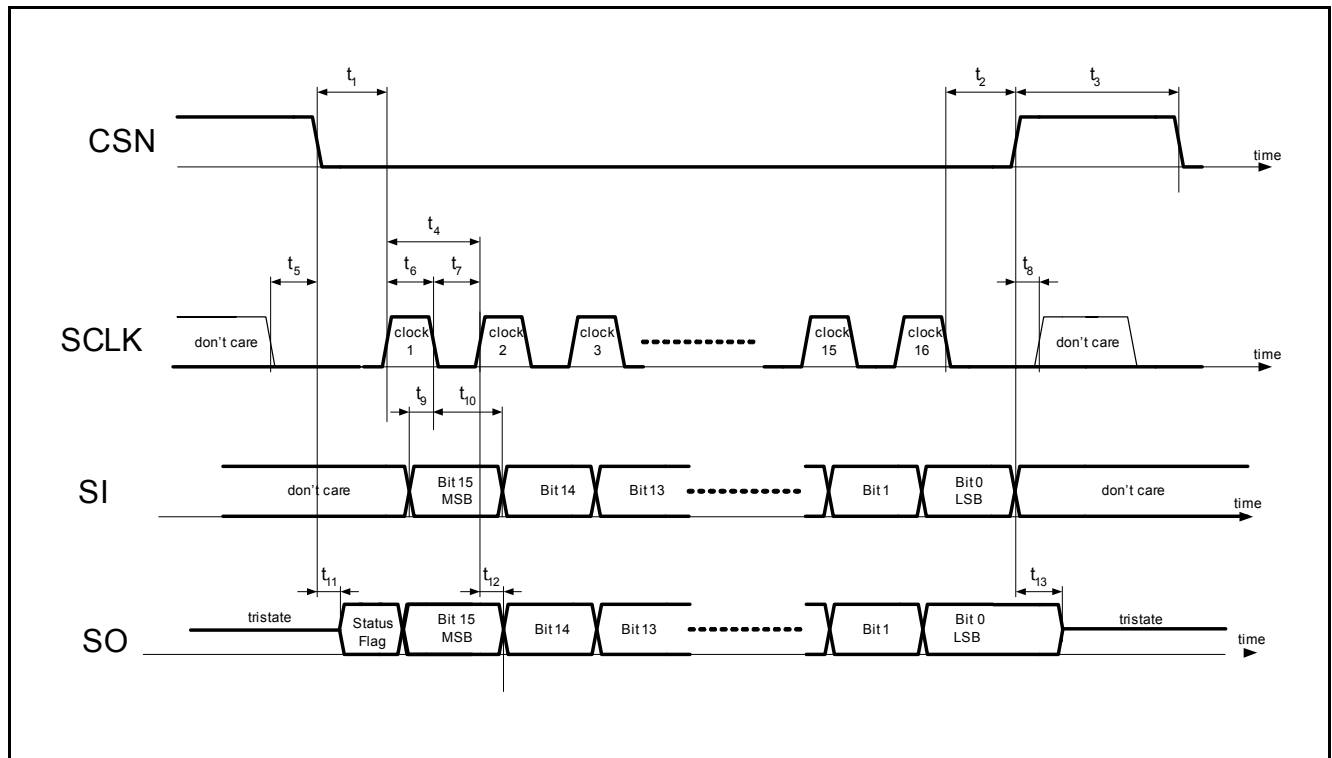 t1
t2
t3
CSN
time
t4
t5
t6
t7
t8
SCLK
don't care
clock 1
clock 2
clock 3
clock 15
clock 16
don't care
time
t9
t10
SI
don't care
Bit 15 MSB
Bit 14
Bit 13
Bit 1
Bit 0 LSB
don't care
time
t11
t12
t13
SO
tristate
Status Flag
Bit 15 MSB
Bit 14
Bit 13
Bit 1
Bit 0 LSB
tristate
time